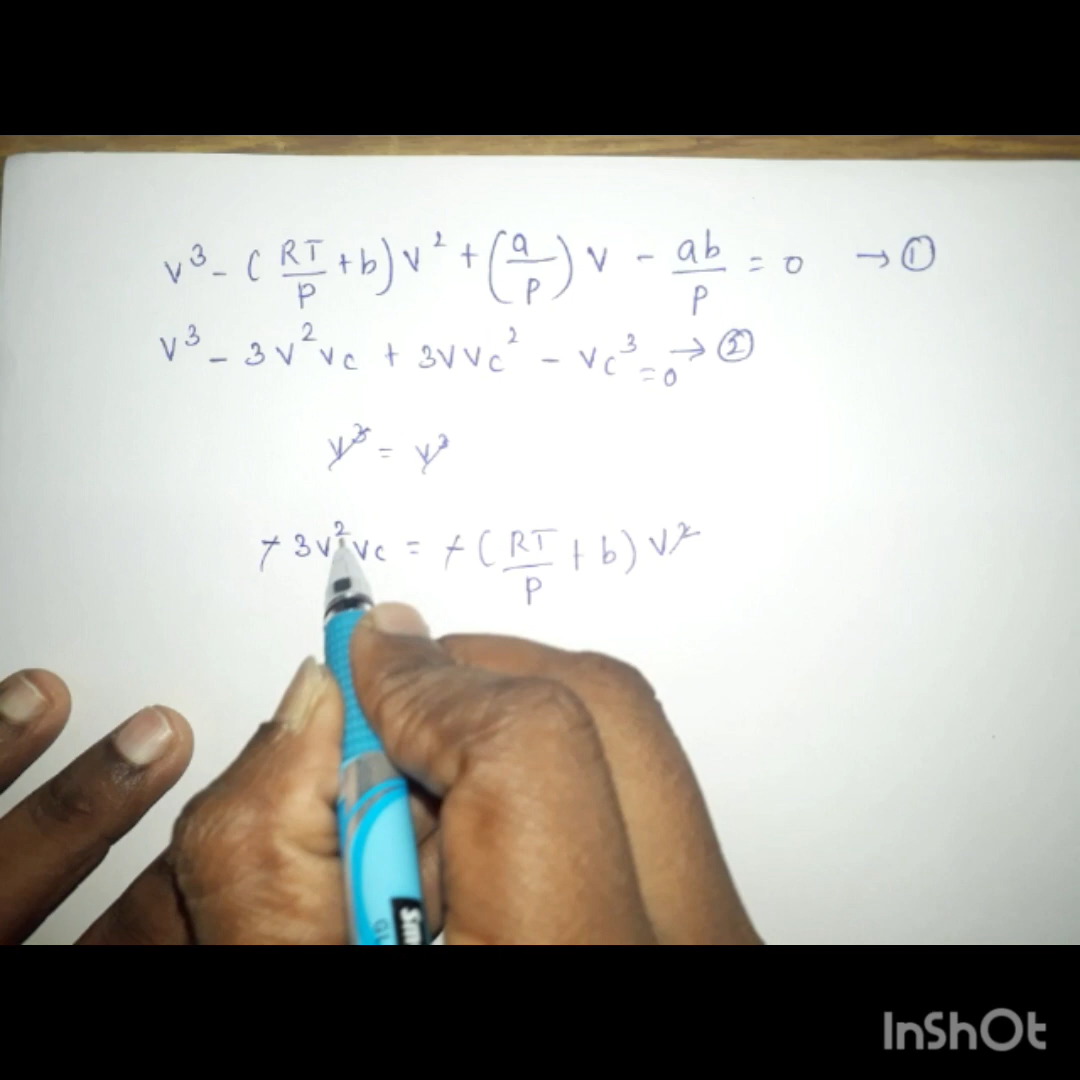 V³ - (RT/P + b) V² + (a/P) V - ab/P = 0 → ①
V³ - 3V²Vc + 3VVc² - Vc³ = 0 → ②
V³ = V³
- 3V²Vc = - (RT/P + b) V²
InShOt